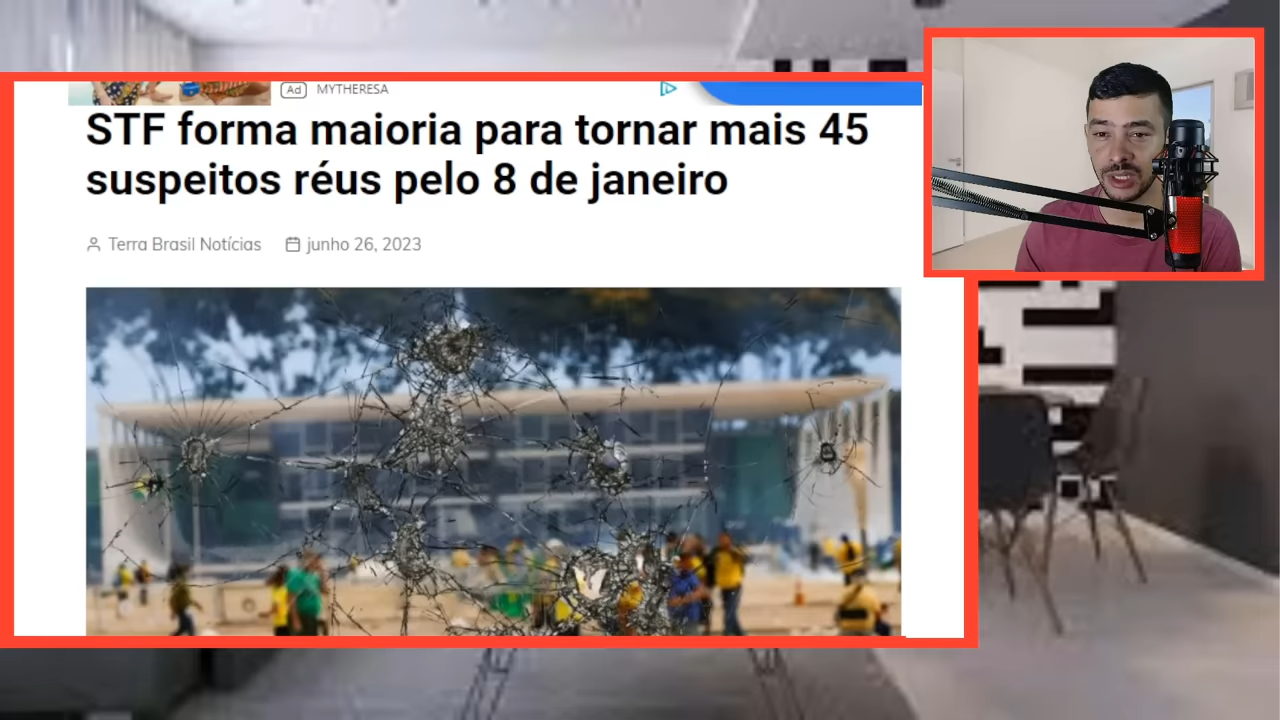 Ad MYTHERESA
STF forma maioria para tornar mais 45
suspeitos réus pelo 8 de janeiro
Terra Brasil Notícias junho 26, 2023